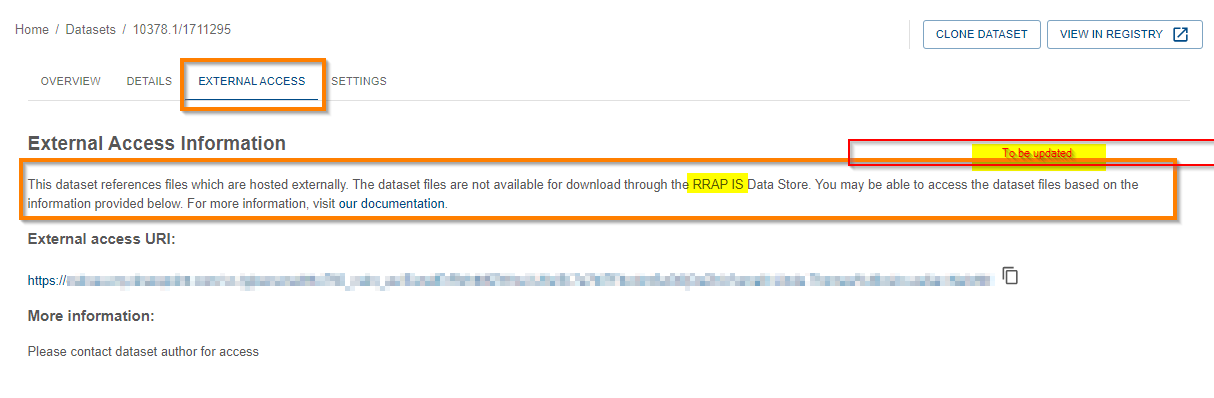 Home / Datasets / 10378.1/1711295
CLONE DATASET
VIEW IN REGISTRY
OVERVIEW
DETAILS
EXTERNAL ACCESS
SETTINGS
External Access Information
To be updated
This dataset references files which are hosted externally. The dataset files are not available for download through the RRAP IS Data Store. You may be able to access the dataset files based on the
information provided below. For more information, visit our documentation.
External access URI:
https://
More information:
Please contact dataset author for access